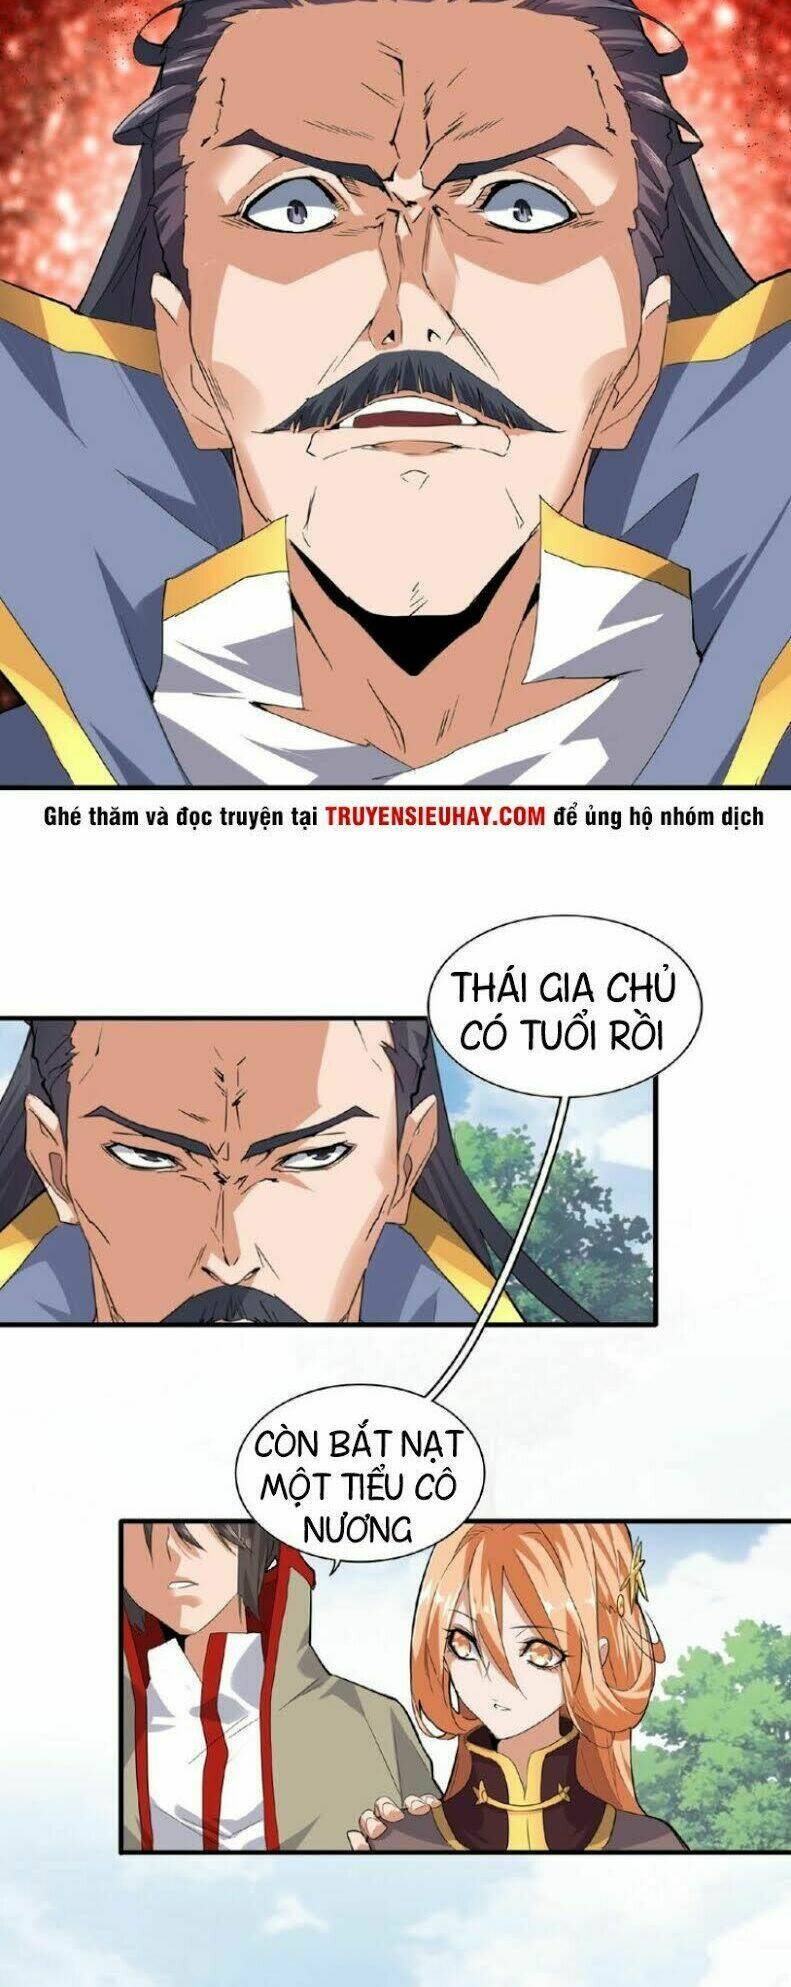 Ghé thăm và đọc truyện tại TRUYENSIEUHAY.COM để ủng hộ nhóm dịch
THÁI GIA CHỦ
CÓ TUỔI RỒI
CÒN BẮT NẠT
MỘT TIỂU CÔ
NƯƠNG